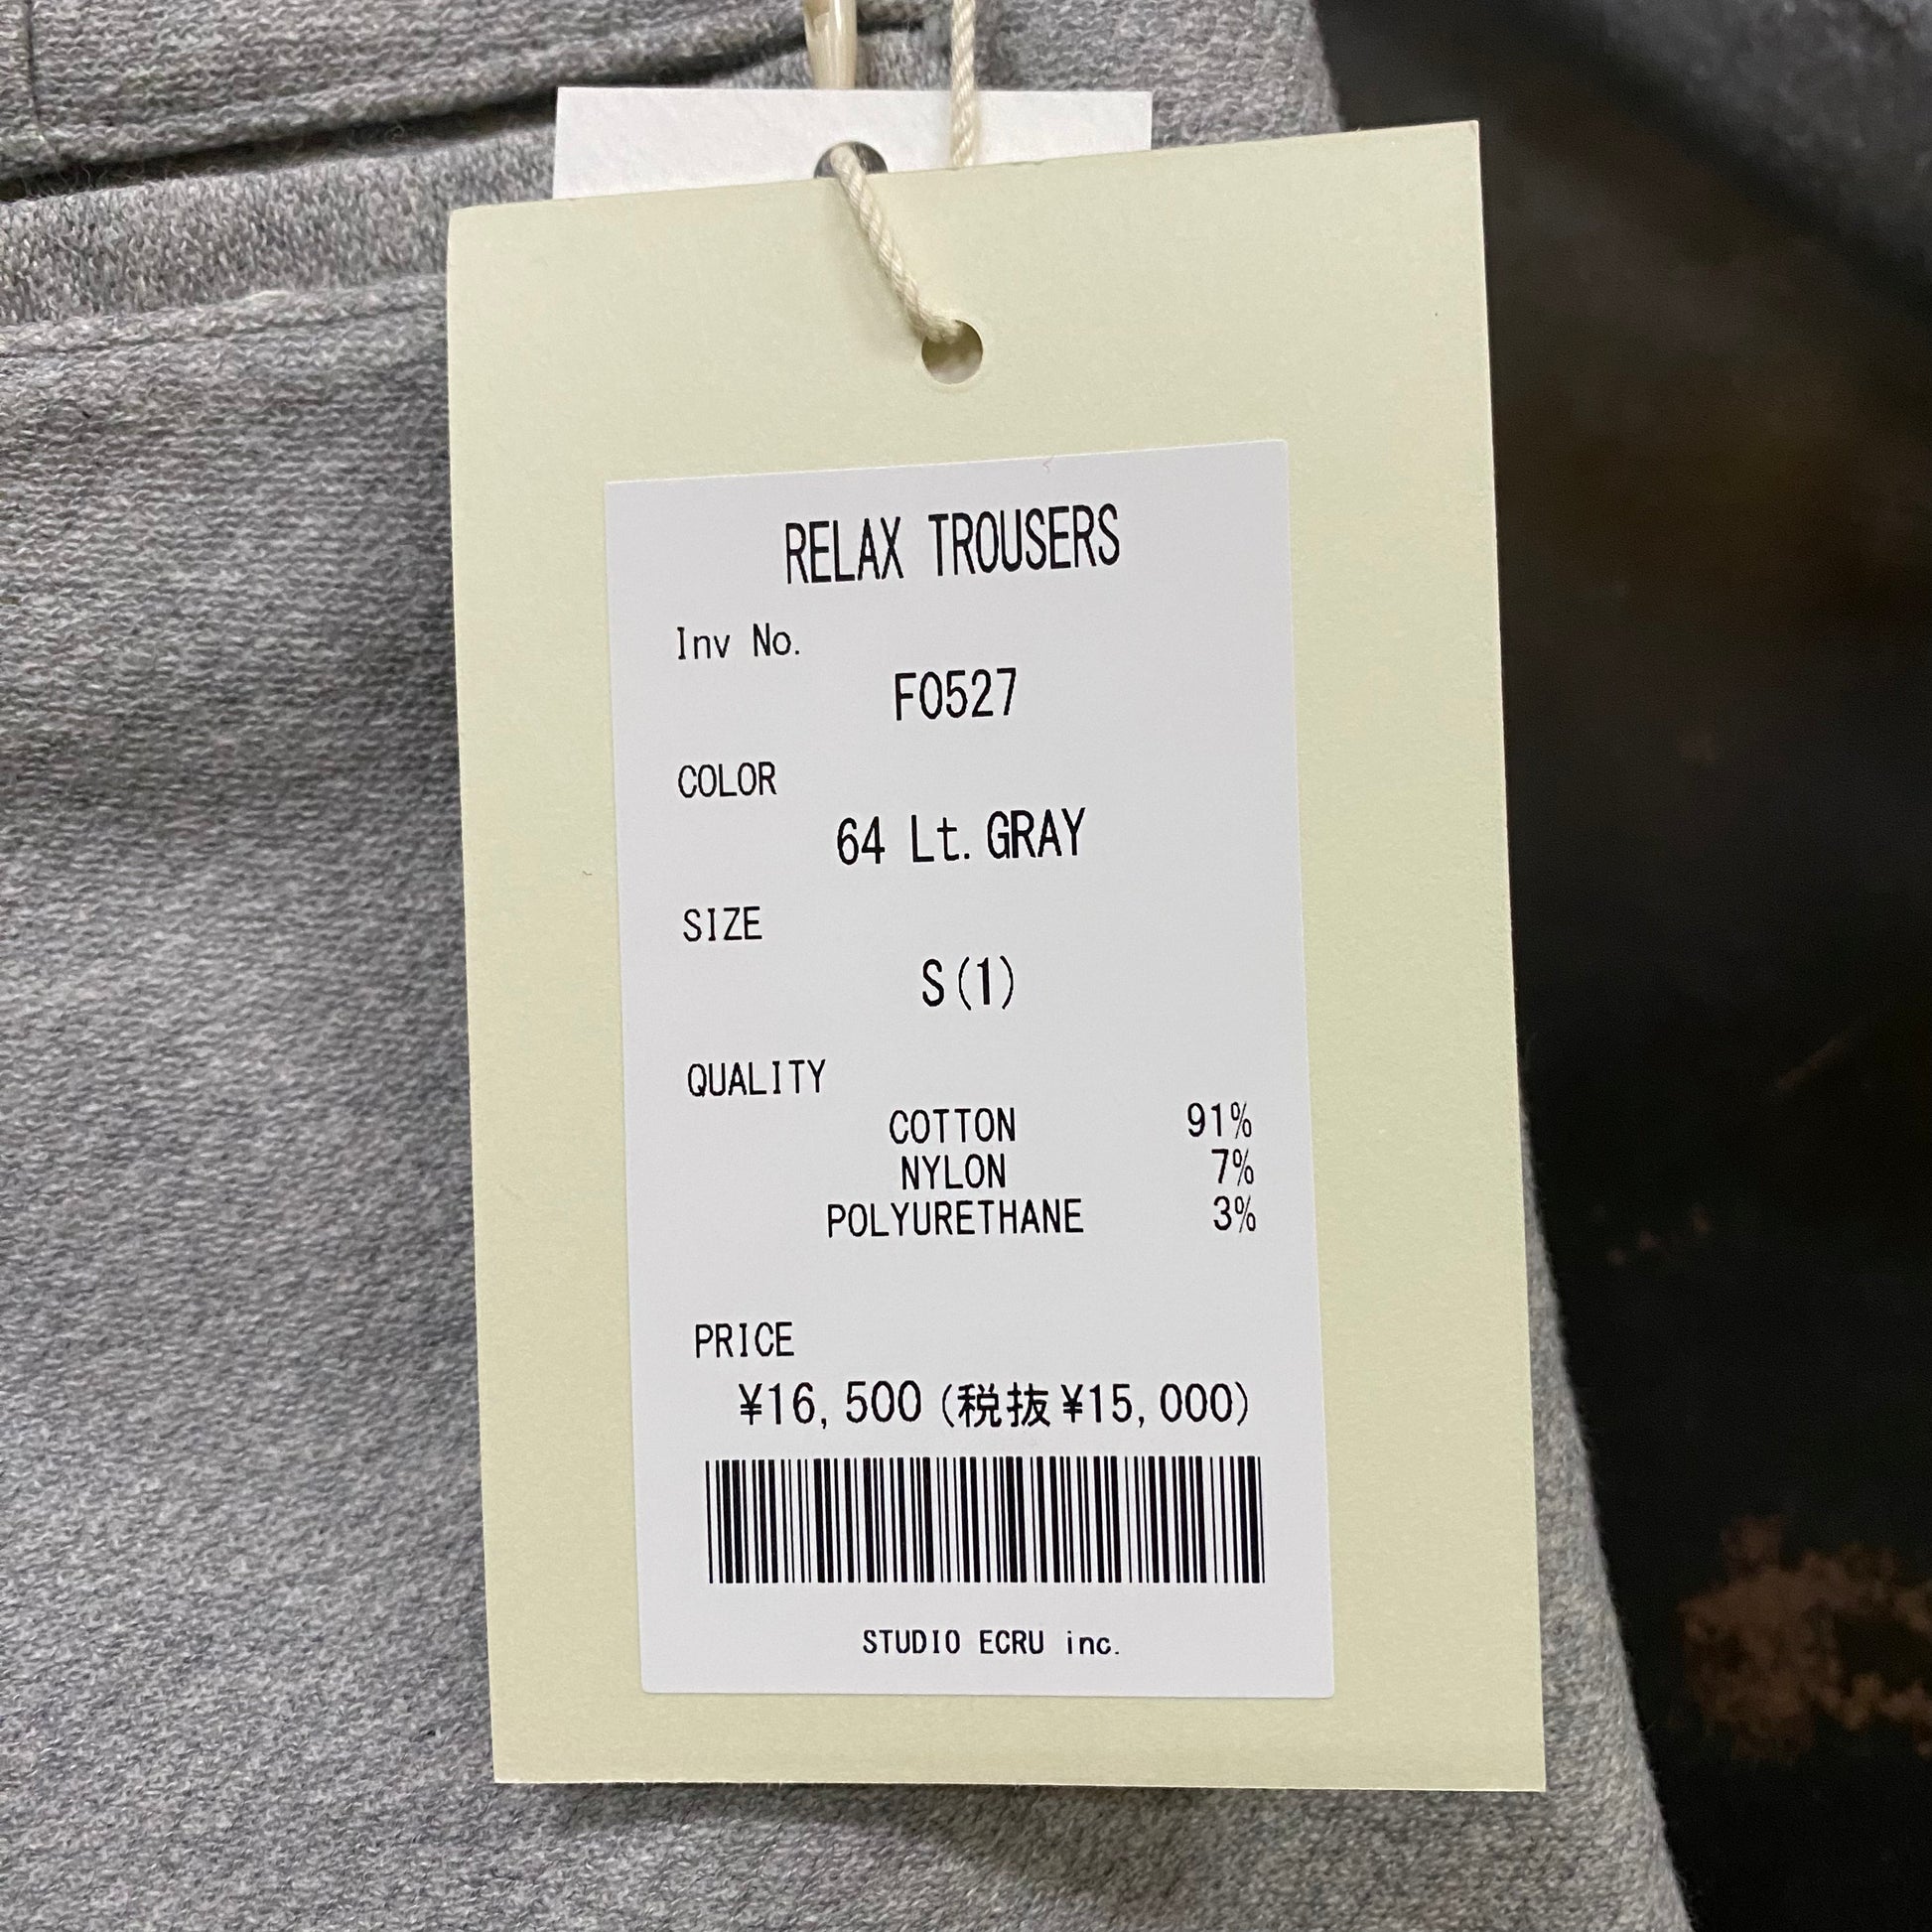 RELAX TROUSERS
Inv No.
F0527
COLOR
64 Lt. GRAY
SIZE
S(1)
QUALITY
COTTON 91%
NYLON 7%
POLYURETHANE 3%
PRICE
¥16,500(税抜¥15,000)
STUDIO ECRU inc.